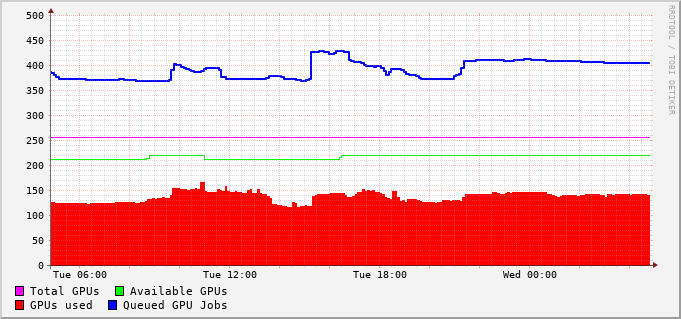 500
450
400
350
300
250
200
150
100
50
0
Tue 06:00 Tue 12:00 Tue 18:00 Wed 00:00
Total GPUs Available GPUs
GPUs used Queued GPU Jobs
RRDTOOL / TOBI OETIKER